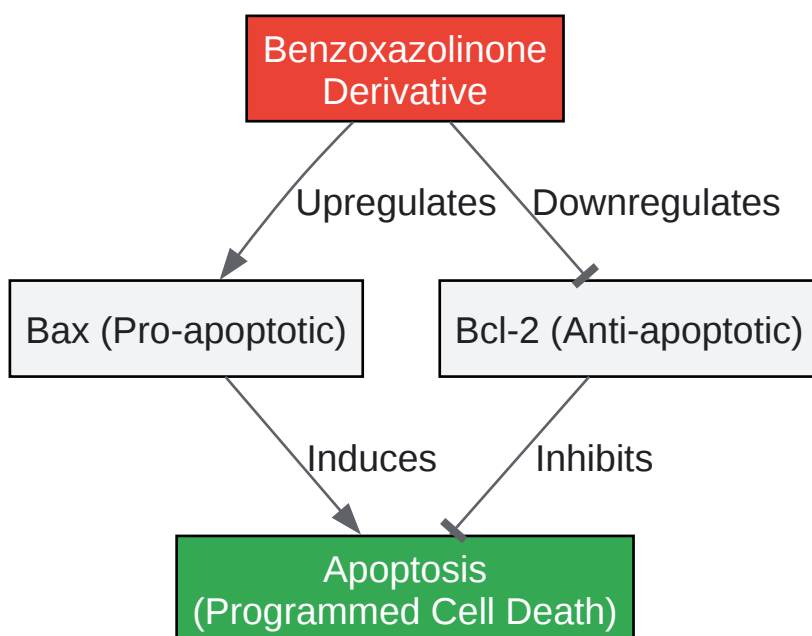 Benzoxazolinone
Derivative
Upregulates
Downregulates
Bax (Pro-apoptotic)
Bcl-2 (Anti-apoptotic)
Induces
Inhibits
Apoptosis
(Programmed Cell Death)